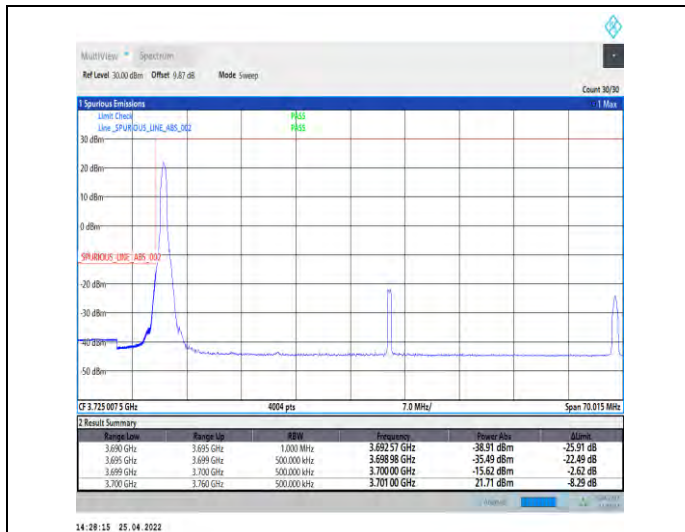 MultiView Spectrum
Ref Level 30.00 dBm Offset 9.87 dB Mode Sweep
Count 30/30
1 Spurious Emissions 1 Max
Limit Check PASS
Line _SPURIOUS_LINE_ABS_002 PASS
30 dBm
20 dBm
10 dBm
0 dBm
SPURIOUS_LINE_ABS_002
-20 dBm
-30 dBm
-40 dBm
-50 dBm
CF 3.725 007 5 GHz 4004 pts 7.0 MHz/ Span 70.015 MHz
2 Result Summary
Range Low Range Up RBW Frequency Power Abs ΔLimit
3.690 GHz 3.695 GHz 1.000 MHz 3.692 57 GHz -38.91 dBm -25.91 dB
3.695 GHz 3.699 GHz 500.000 kHz 3.698 98 GHz -35.49 dBm -22.49 dB
3.699 GHz 3.700 GHz 500.000 kHz 3.700 00 GHz -15.62 dBm -2.62 dB
3.700 GHz 3.760 GHz 500.000 kHz 3.701 00 GHz 21.71 dBm -8.29 dB
14:28:15 25.04.2022